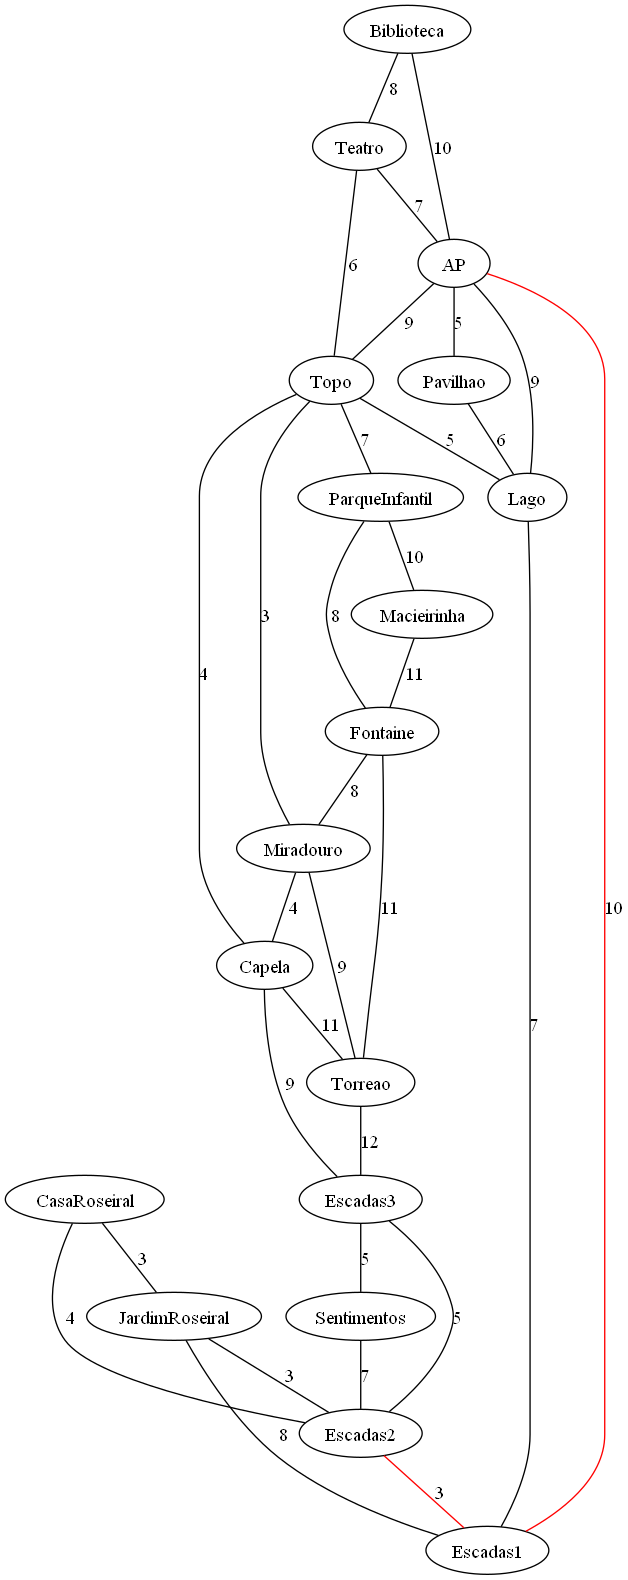 Biblioteca
8
Teatro
10
7
AP
6
9
5
Topo
Pavilhao
9
7
5
6
ParqueInfantil
Lago
10
3
8
Macieirinha
4
11
Fontaine
8
Miradouro
4
11
10
9
Capela
11
7
9
Torreao
12
CasaRoseiral
Escadas3
3
5
JardimRoseiral
Sentimentos
4
5
3
7
Escadas2
8
3
Escadas1